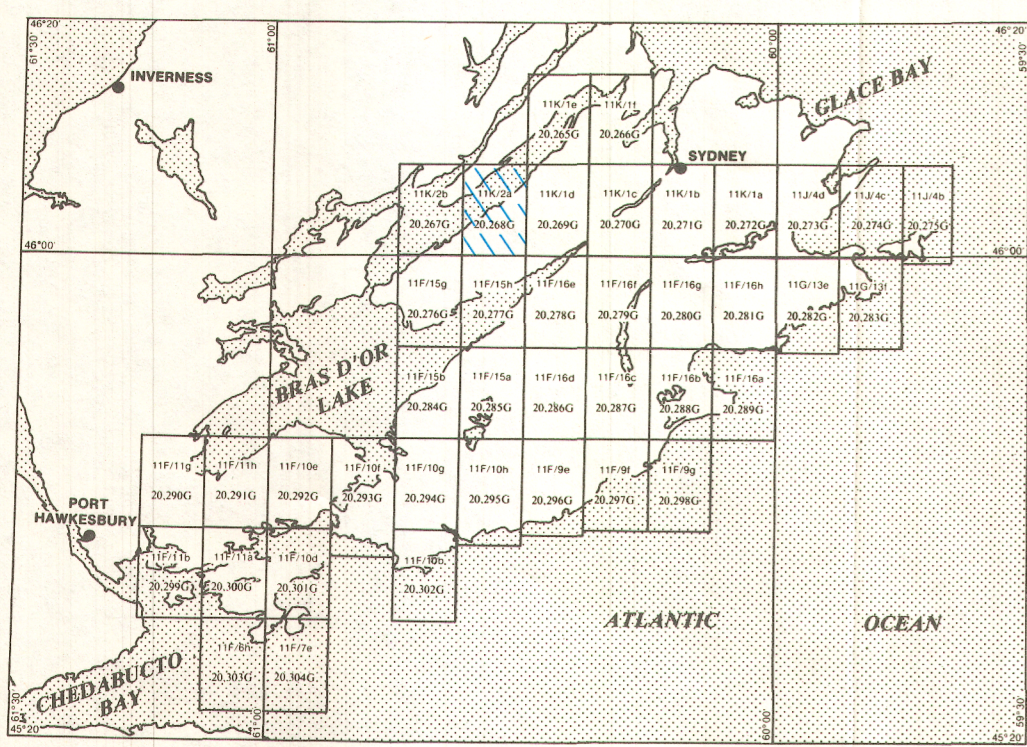 46°20'
61°30'
61°00'
60°00'
46°20'
59°30'
INVERNESS
GLACE BAY
11K/1e
11K/1f
20,265G
20,266G
SYDNEY
11K/2b
11K/2a
11K/1d
11K/1c
11K/1b
11K/1a
11J/4d
11J/4c
11J/4b
20,267G
20,268G
20,269G
20,270G
20,271G
20,272G
20,273G
20,274G
20,275G
46°00'
46°00'
11F/15g
11F/15h
11F/16e
11F/16f
11F/16g
11F/16h
11G/13e
11G/13f
20,276G
20,277G
20,278G
20,279G
20,280G
20,281G
20,282G
20,283G
BRAS D'OR
LAKE
11F/15b
11F/15a
11F/16d
11F/16c
11F/16b
11F/16a
20,284G
20,285G
20,286G
20,287G
20,288G
20,289G
11F/11g
11F/11h
11F/10e
11F/10f
11F/10g
11F/10h
11F/9e
11F/9f
11F/9g
20,290G
20,291G
20,292G
20,293G
20,294G
20,295G
20,296G
20,297G
20,298G
PORT
HAWKESBURY
11F/11b
11F/11a
11F/10d
11F/10b
20,299G
20,300G
20,301G
20,302G
ATLANTIC
OCEAN
11F/6h
11F/7e
20,303G
20,304G
CHEDABUCTO
BAY
61°30'
45°20'
61°00'
60°00'
59°30'
45°20'